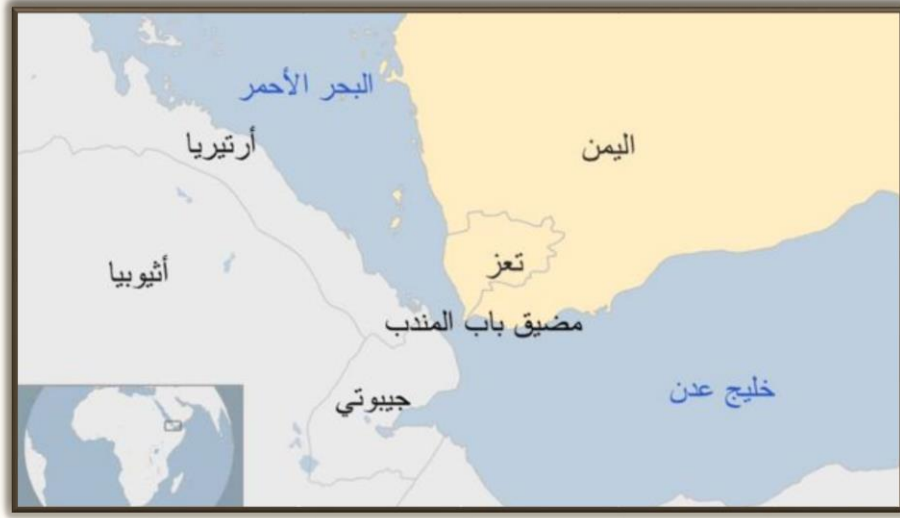 البحر الأحمر
أرتيريا
اليمن
أثيوبيا
تعز
مضيق باب المندب
جيبوتي
خليج عدن